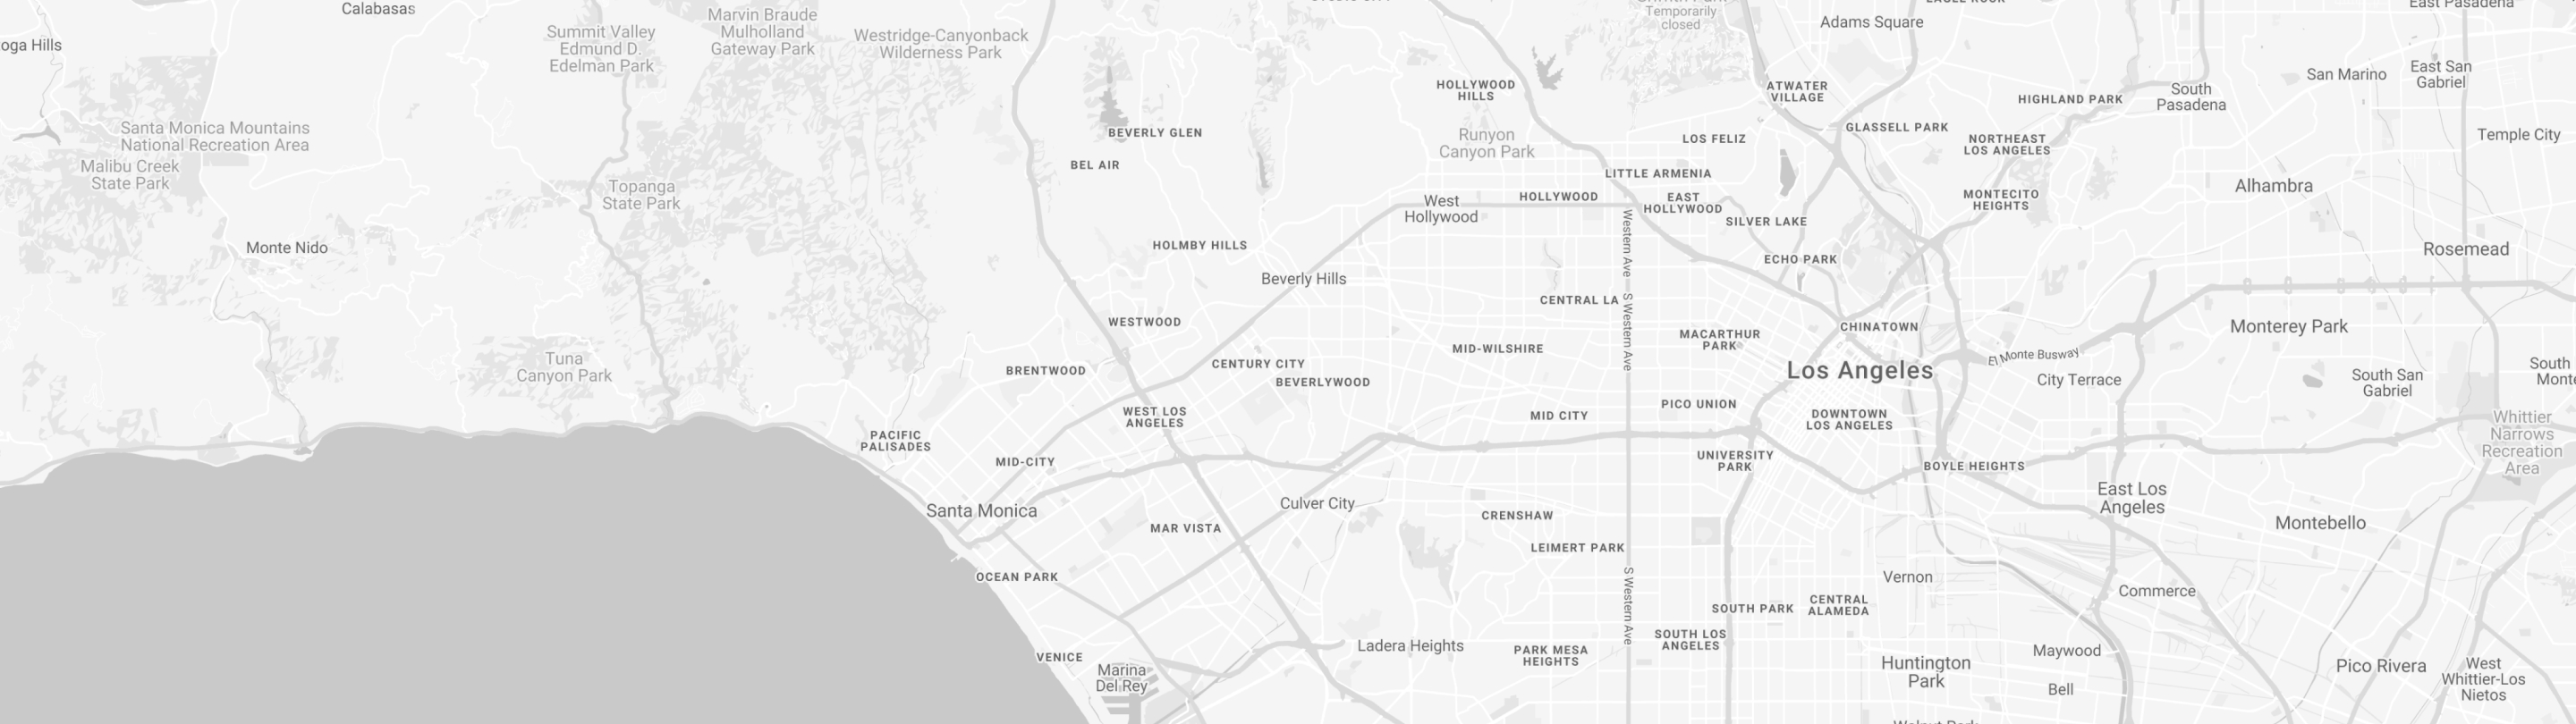 Calabasas
oga Hills
Summit Valley
Edmund D.
Edelman Park
Marvin Braude
Mulholland
Gateway Park
Westridge-Canyonback
Wilderness Park
Temporarily
closed
Adams Square
East Pasadena
San Marino
East San
Gabriel
HOLLYWOOD
HILLS
ATWATER
VILLAGE
HIGHLAND PARK
South
Pasadena
Santa Monica Mountains
National Recreation Area
Malibu Creek
State Park
BEVERLY GLEN
BEL AIR
Runyon
Canyon Park
LOS FELIZ
GLASSELL PARK
NORTHEAST
LOS ANGELES
Temple City
Topanga
State Park
LITTLE ARMENIA
West
Hollywood
HOLLYWOOD
EAST
HOLLYWOOD
SILVER LAKE
MONTECITO
HEIGHTS
Alhambra
Monte Nido
HOLMBY HILLS
Western Ave
ECHO PARK
Rosemead
Beverly Hills
CENTRAL LA
S Western Ave
WESTWOOD
MACARTHUR
PARK
CHINATOWN
Monterey Park
Tuna
Canyon Park
BRENTWOOD
CENTURY CITY
BEVERLYWOOD
MID-WILSHIRE
Los Angeles
El Monte Busway
City Terrace
South San
Gabriel
South
Monte
WEST LOS
ANGELES
MID CITY
PICO UNION
DOWNTOWN
LOS ANGELES
Whittier
Narrows
Recreation
Area
PACIFIC
PALISADES
MID-CITY
UNIVERSITY
PARK
BOYLE HEIGHTS
Santa Monica
Culver City
CRENSHAW
East Los
Angeles
Montebello
MAR VISTA
LEIMERT PARK
OCEAN PARK
S Western Ave
Vernon
Commerce
SOUTH PARK
CENTRAL
ALAMEDA
VENICE
Ladera Heights
PARK MESA
HEIGHTS
SOUTH LOS
ANGELES
Huntington
Park
Maywood
Bell
Marina
Del Rey
Pico Rivera
West
Whittier-Los
Nietos